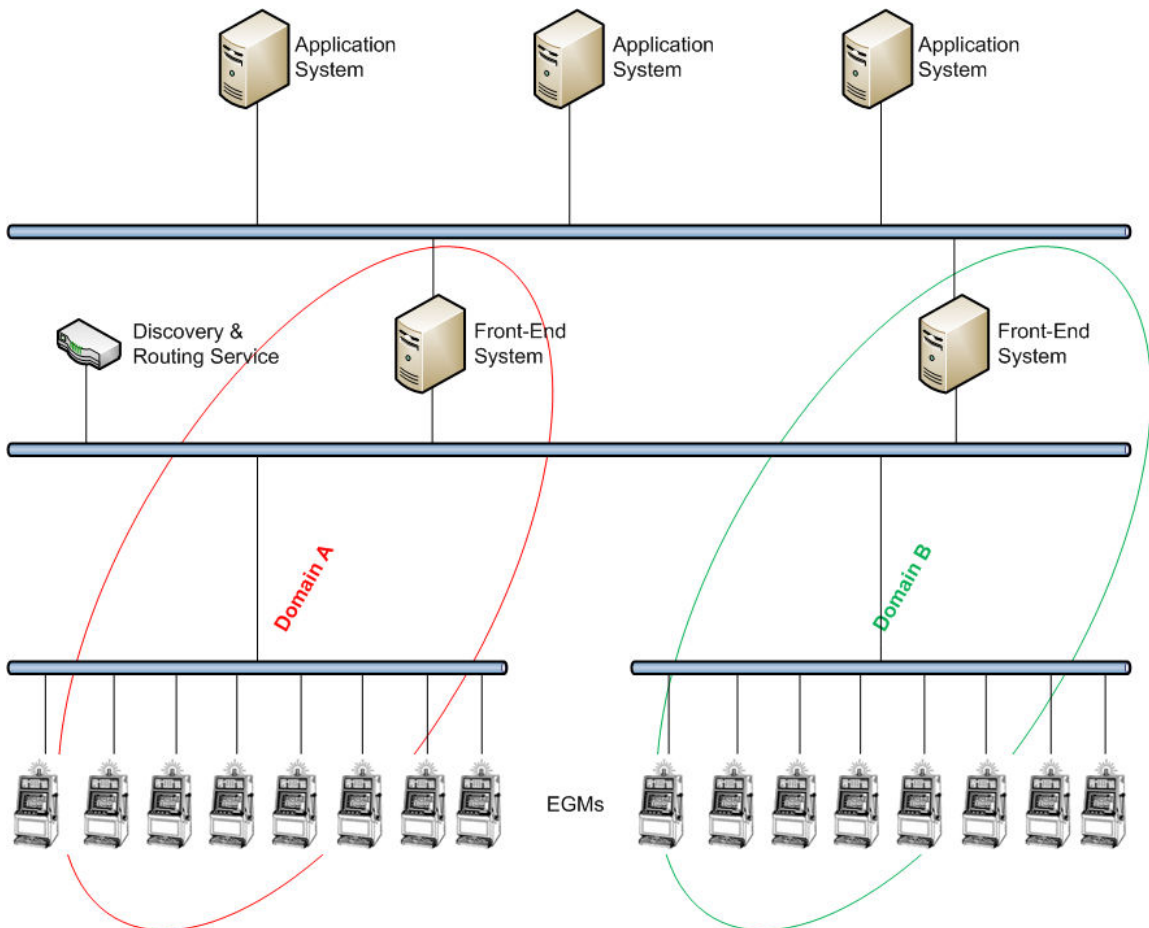 Application
System
Application
System
Application
System
Discovery &
Routing Service
Front-End
System
Front-End
System
Domain A
Domain B
EGMs